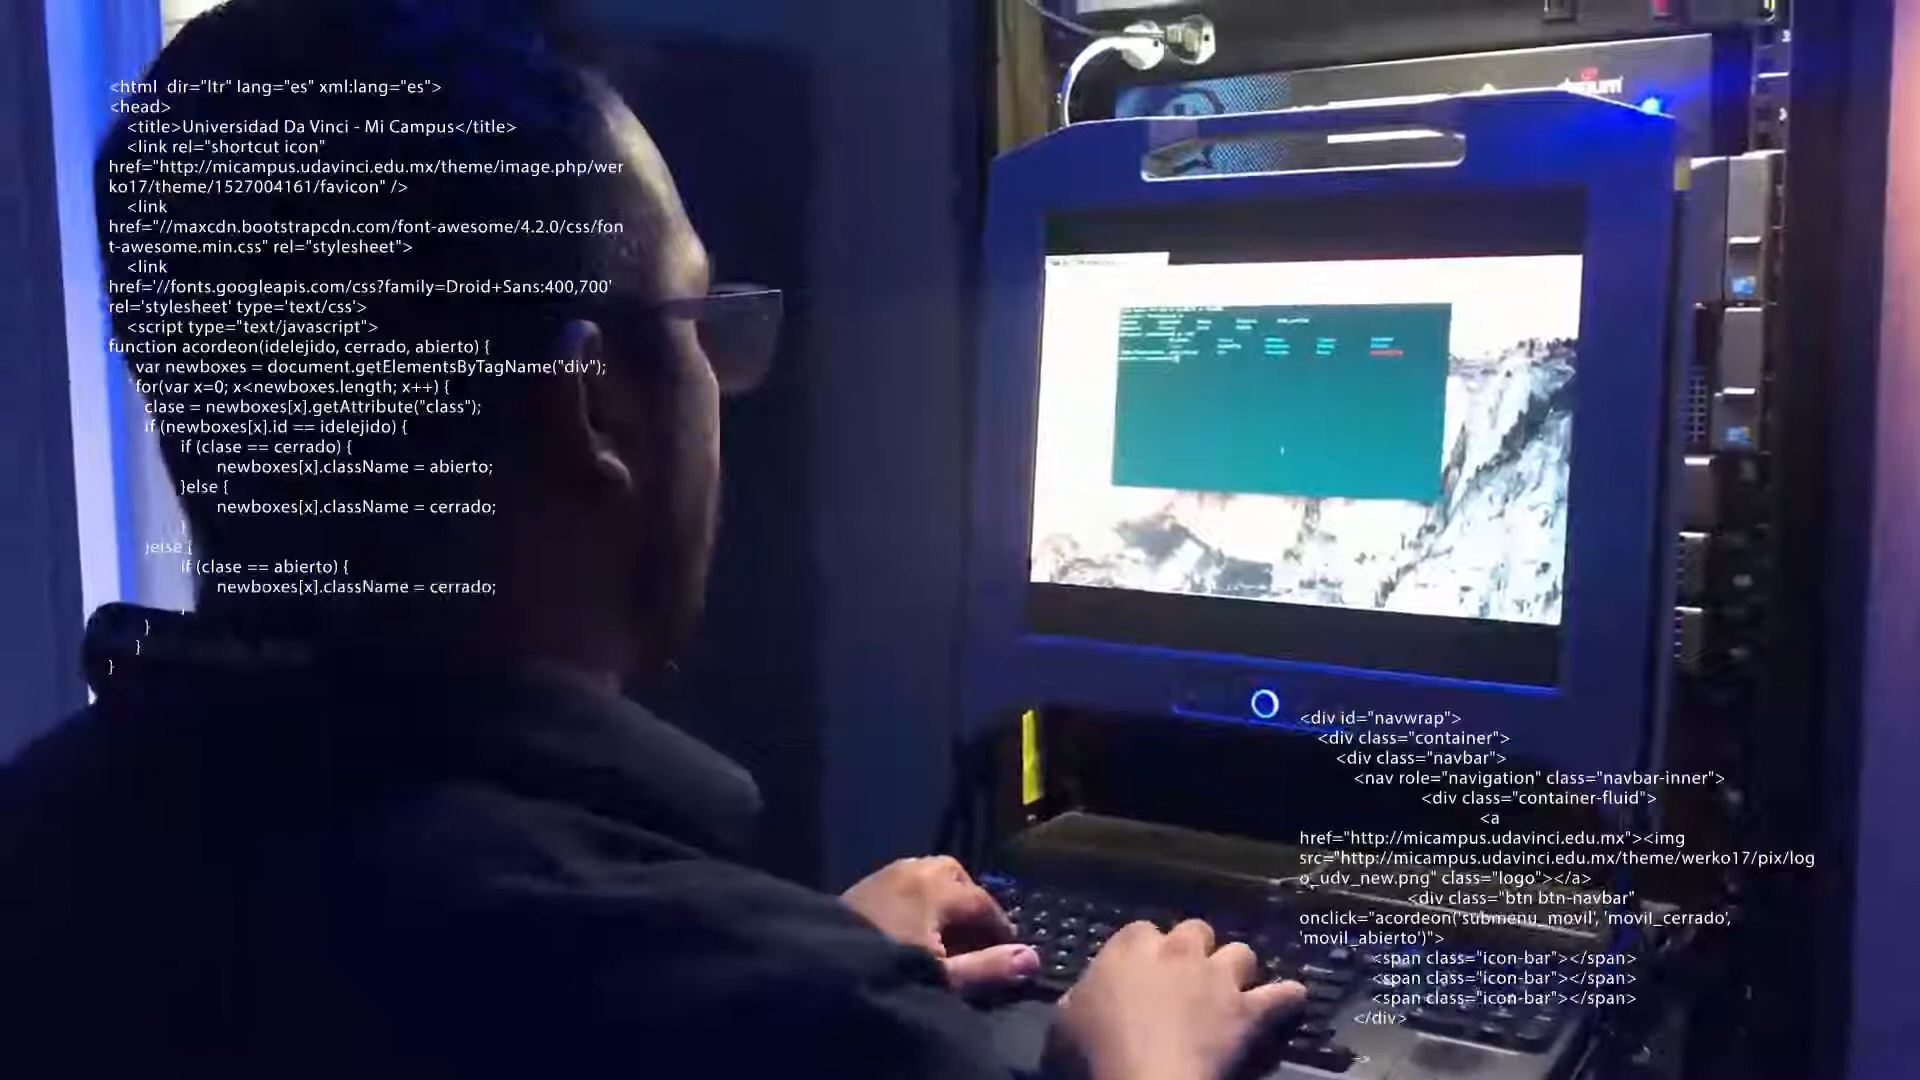 <html  dir="ltr" lang="es" xml:lang="es">
<head>
<title>Universidad Da Vinci - Mi Campus</title>
<link rel="shortcut icon"
href="http://micampus.udavinci.edu.mx/theme/image.php/wer
ko17/theme/1527004161/favicon" />
<link
href="//maxcdn.bootstrapcdn.com/font-awesome/4.2.0/css/fon
t-awesome.min.css" rel="stylesheet">
<link
href='//fonts.googleapis.com/css?family=Droid+Sans:400,700'
rel='stylesheet' type='text/css'>
<script type="text/javascript">
function acordeon(idelejido, cerrado, abierto) {
var newboxes = document.getElementsByTagName("div");
for(var x=0; x<newboxes.length; x++) {
clase = newboxes[x].getAttribute("class");
if (newboxes[x].id == idelejido) {
if (clase == cerrado) {
newboxes[x].className = abierto;
}else {
newboxes[x].className = cerrado;
}
}else {
if (clase == abierto) {
newboxes[x].className = cerrado;
}
}
}
}
<div id="navwrap">
<div class="container">
<div class="navbar">
<nav role="navigation" class="navbar-inner">
<div class="container-fluid">
<a
href="http://micampus.udavinci.edu.mx"><img
src="http://micampus.udavinci.edu.mx/theme/werko17/pix/log
o_udv_new.png" class="logo"></a>
<div class="btn btn-navbar"
onclick="acordeon('submenu_movil', 'movil_cerrado',
'movil_abierto')">
<span class="icon-bar"></span>
<span class="icon-bar"></span>
<span class="icon-bar"></span>
</div>